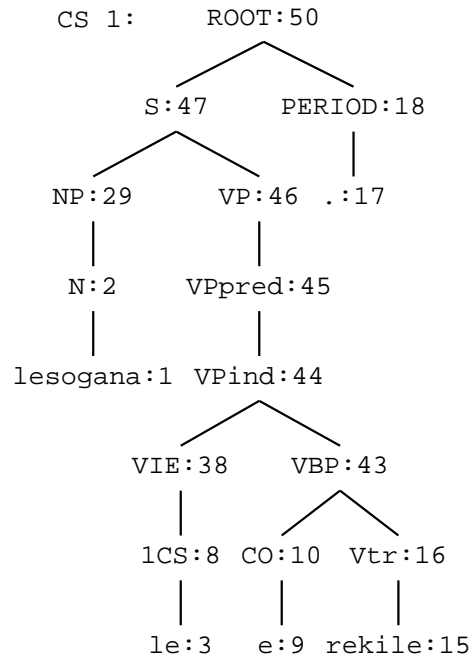 CS 1: ROOT:50
S:47 PERIOD:18
NP:29 VP:46 .:17
N:2 VPpred:45
lesogana:1 VPind:44
VIE:38 VBP:43
1CS:8 CO:10 Vtr:16
le:3 e:9 rekile:15